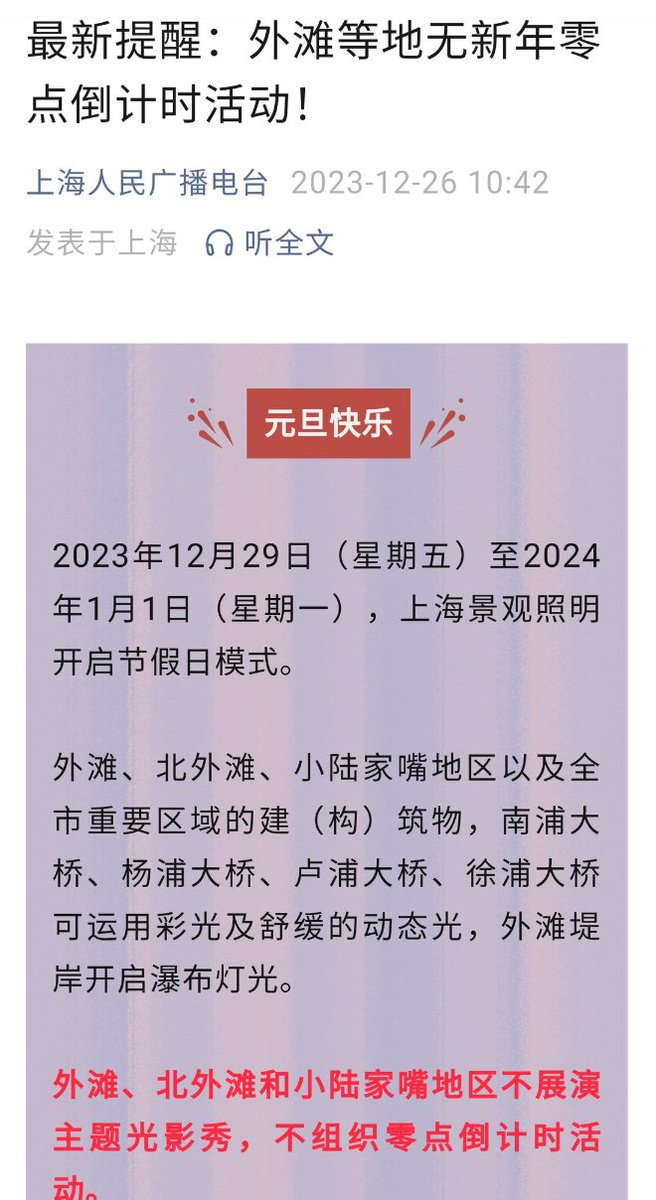 最新提醒：外滩等地无新年零
点倒计时活动！
上海人民广播电台 2023-12-26 10:42
发表于上海 听全文
元旦快乐
2023年12月29日（星期五）至2024
年1月1日（星期一），上海景观照明
开启节假日模式。
外滩、北外滩、小陆家嘴地区以及全
市重要区域的建（构）筑物，南浦大
桥、杨浦大桥、卢浦大桥、徐浦大桥
可运用彩光及舒缓的动态光，外滩堤
岸开启瀑布灯光。
外滩、北外滩和小陆家嘴地区不展演
主题光影秀，不组织零点倒计时活
动。